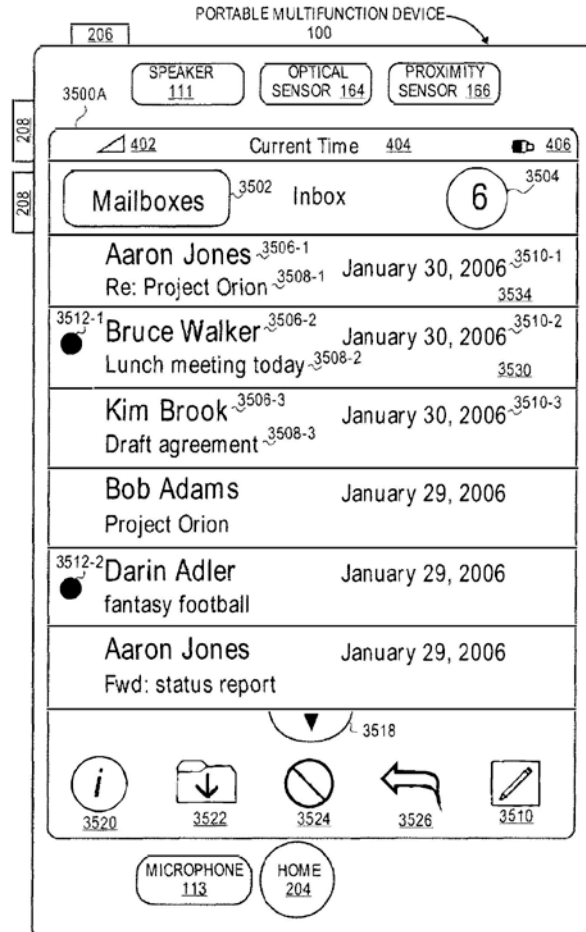 PORTABLE MULTIFUNCTION DEVICE
206
100
SPEAKER
111
OPTICAL
SENSOR 164
PROXIMITY
SENSOR 166
3500A
208
208
402
Current Time 404
406
Mailboxes
3502
Inbox
6
3504
Aaron Jones 3506-1
January 30, 2006 3510-1
Re: Project Orion 3508-1
3534
3512-1
Bruce Walker 3506-2
January 30, 2006 3510-2
Lunch meeting today 3508-2
3530
Kim Brook 3506-3
January 30, 2006 3510-3
Draft agreement 3508-3
Bob Adams
January 29, 2006
Project Orion
3512-2
Darin Adler
January 29, 2006
fantasy football
Aaron Jones
January 29, 2006
Fwd: status report
3518
i
3520
3522
3524
3526
3510
MICROPHONE
113
HOME
204